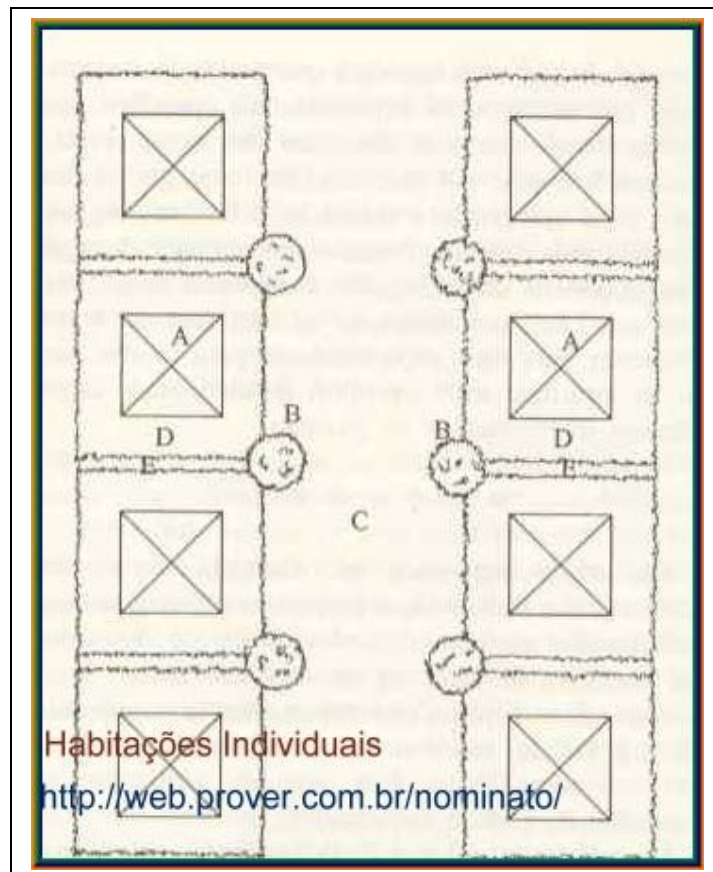 A A
B B
D D
E E
C
Habitações Individuais
http://web.prover.com.br/nominato/